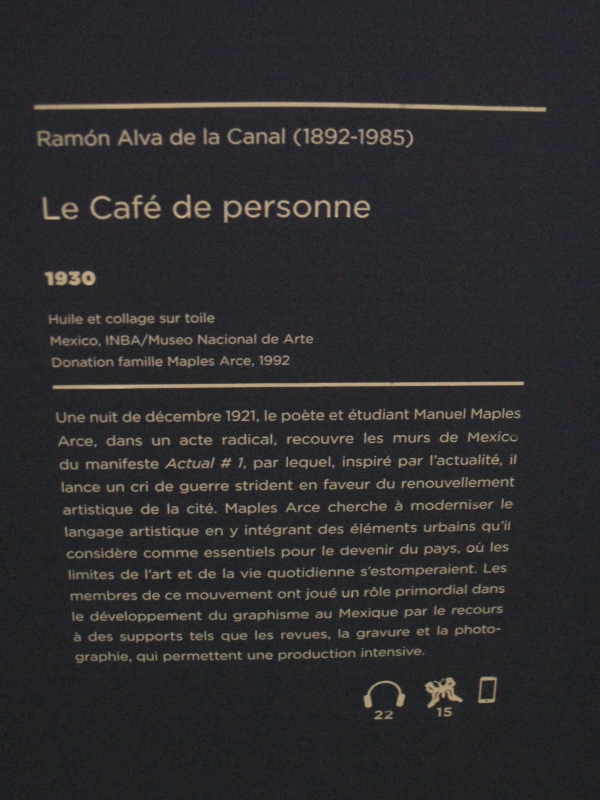 Ramón Alva de la Canal (1892-1985)
Le Café de personne
1930
Huile et collage sur toile
Mexico, INBA/Museo Nacional de Arte
Donation famille Maples Arce, 1992
Une nuit de décembre 1921, le poète et étudiant Manuel Maples
Arce, dans un acte radical, recouvre les murs de Mexico
du manifeste Actual # 1, par lequel, inspiré par l'actualité, il
lance un cri de guerre strident en faveur du renouvellement
artistique de la cité. Maples Arce cherche à moderniser le
langage artistique en y intégrant des éléments urbains qu'il
considère comme essentiels pour le devenir du pays, où les
limites de l'art et de la vie quotidienne s'estomperaient. Les
membres de ce mouvement ont joué un rôle primordial dans
le développement du graphisme au Mexique par le recours
à des supports tels que les revues, la gravure et la photo-
graphie, qui permettent une production intensive.
22 15